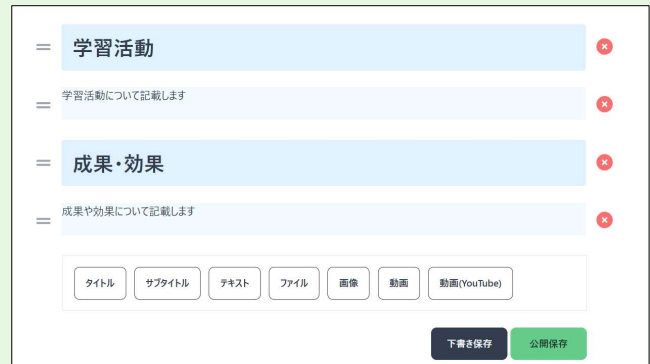 学習活動
学習活動について記載します
成果・効果
成果や効果について記載します
タイトル サブタイトル テキスト ファイル 画像 動画 動画(YouTube)
下書き保存 公開保存